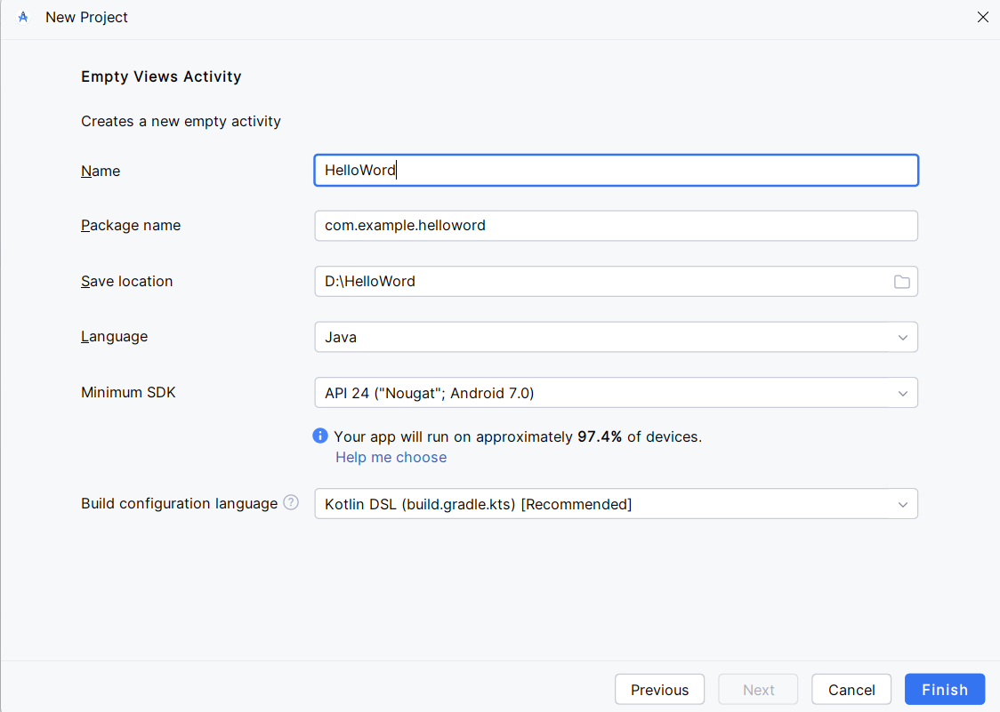 New Project
Empty Views Activity
Creates a new empty activity
Name HelloWord
Package name com.example.helloword
Save location D:\HelloWord
Language Java
Minimum SDK API 24 ("Nougat"; Android 7.0)
Your app will run on approximately 97.4% of devices.
Help me choose
Build configuration language ? Kotlin DSL (build.gradle.kts) [Recommended]
Previous Next Cancel Finish